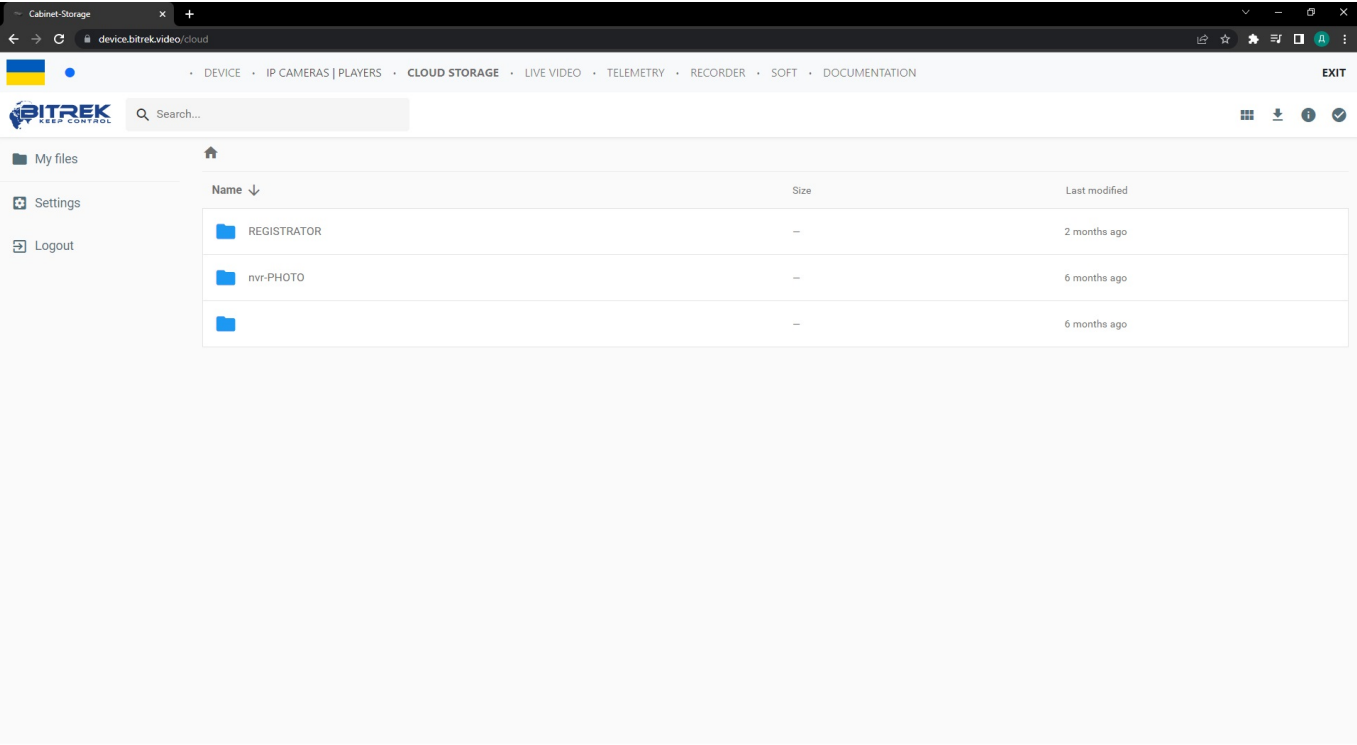 Cabinet-Storage
device.bitrek.video/cloud
Д
• DEVICE • IP CAMERAS | PLAYERS • CLOUD STORAGE • LIVE VIDEO • TELEMETRY • RECORDER • SOFT • DOCUMENTATION EXIT
BITREK
KEEP CONTROL
Search...
My files
Name Size Last modified
Settings
REGISTRATOR – 2 months ago
Logout
nvr-PHOTO – 6 months ago
– 6 months ago